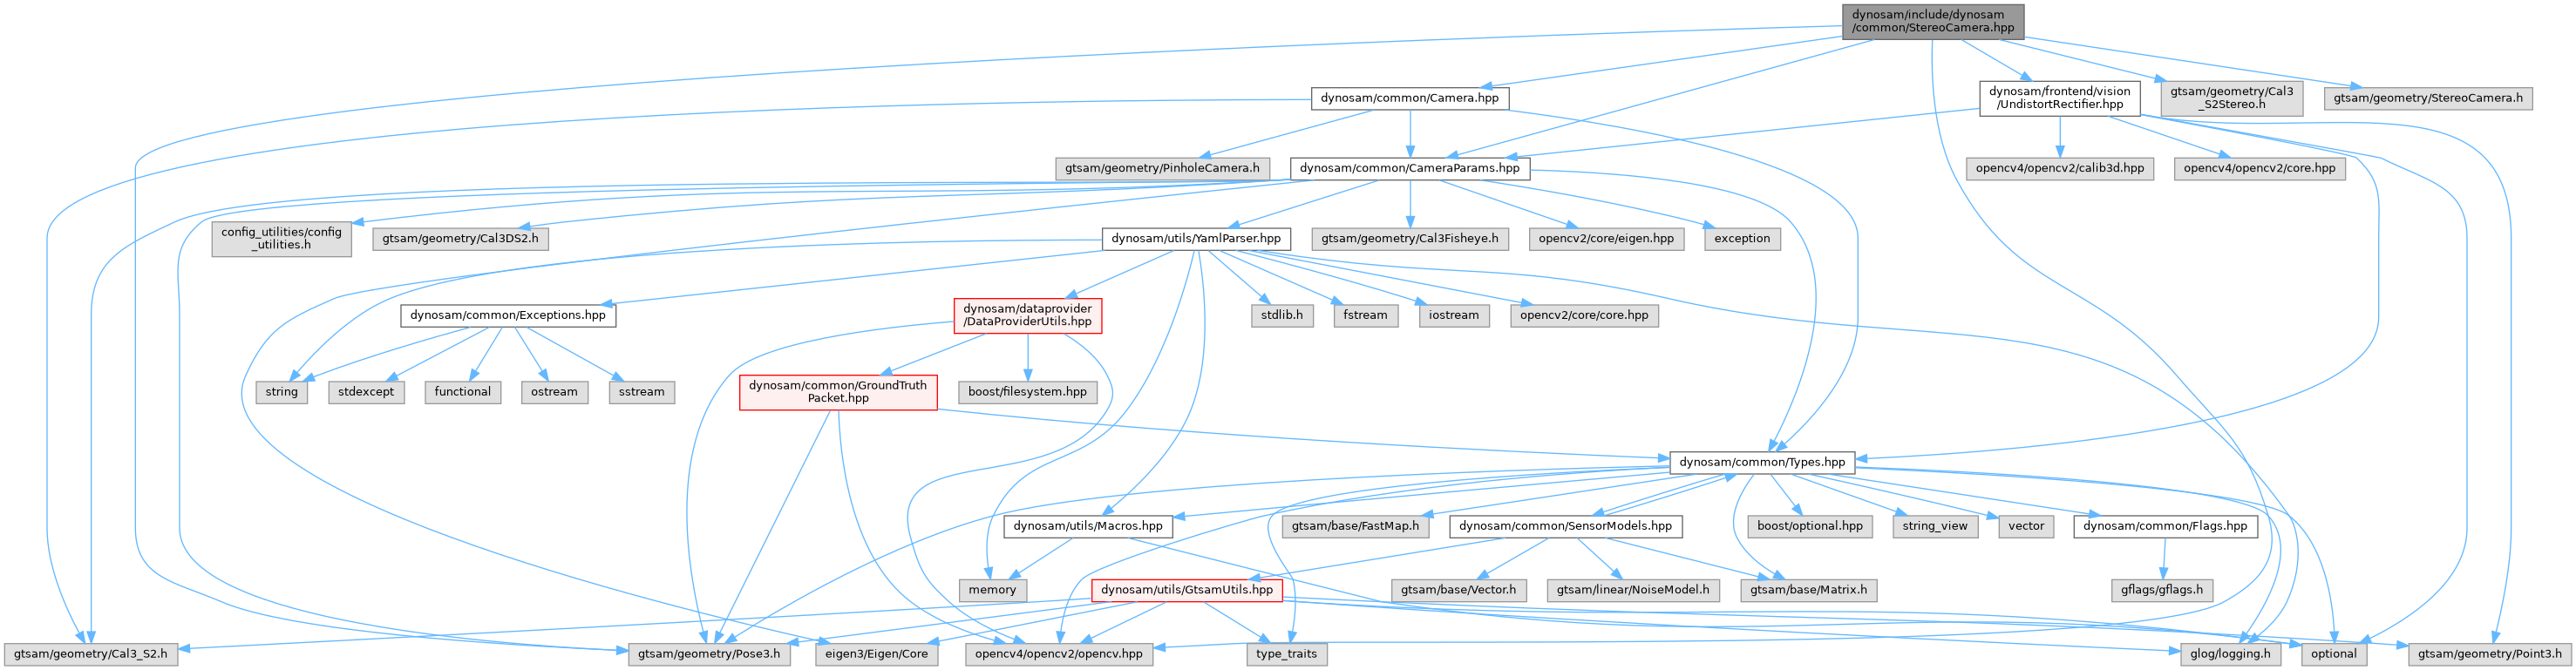 dynosam/include/dynosam
/common/StereoCamera.hpp
dynosam/common/Camera.hpp
dynosam/frontend/vision
/UndistortRectifier.hpp
gtsam/geometry/Cal3
_S2Stereo.h
gtsam/geometry/StereoCamera.h
gtsam/geometry/PinholeCamera.h
dynosam/common/CameraParams.hpp
opencv4/opencv2/calib3d.hpp
opencv4/opencv2/core.hpp
config_utilities/config
_utilities.h
gtsam/geometry/Cal3DS2.h
dynosam/utils/YamlParser.hpp
gtsam/geometry/Cal3Fisheye.h
opencv2/core/eigen.hpp
exception
dynosam/common/Exceptions.hpp
dynosam/dataprovider
/DataProviderUtils.hpp
stdlib.h
fstream
iostream
opencv2/core/core.hpp
string
stdexcept
functional
ostream
sstream
dynosam/common/GroundTruth
Packet.hpp
boost/filesystem.hpp
dynosam/common/Types.hpp
dynosam/utils/Macros.hpp
gtsam/base/FastMap.h
dynosam/common/SensorModels.hpp
boost/optional.hpp
string_view
vector
dynosam/common/Flags.hpp
memory
dynosam/utils/GtsamUtils.hpp
gtsam/base/Vector.h
gtsam/linear/NoiseModel.h
gtsam/base/Matrix.h
gflags/gflags.h
gtsam/geometry/Cal3_S2.h
gtsam/geometry/Pose3.h
eigen3/Eigen/Core
opencv4/opencv2/opencv.hpp
type_traits
glog/logging.h
optional
gtsam/geometry/Point3.h